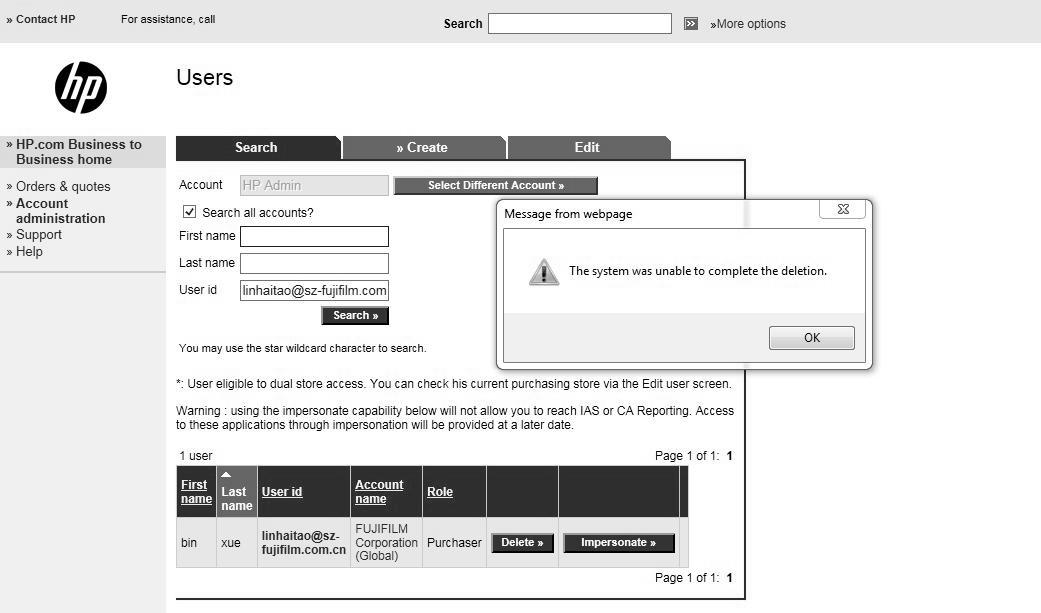 » Contact HP
For assistance, call
Search
»More options
hp
Users
» HP.com Business to
Business home
» Orders & quotes
» Account
administration
» Support
» Help
Search
» Create
Edit
Account
HP Admin
Select Different Account »
Search all accounts?
First name
Last name
User id
linhaitao@sz-fujifilm.com
Search »
You may use the star wildcard character to search.
Message from webpage
The system was unable to complete the deletion.
OK
*: User eligible to dual store access. You can check his current purchasing store via the Edit user screen.
Warning : using the impersonate capability below will not allow you to reach IAS or CA Reporting. Access
to these applications through impersonation will be provided at a later date.
1 user
Page 1 of 1: 1
First
name
Last
name
User id
Account
name
Role
bin
xue
linhaitao@sz-
fujifilm.com.cn
FUJIFILM
Corporation
(Global)
Purchaser
Delete »
Impersonate »
Page 1 of 1: 1